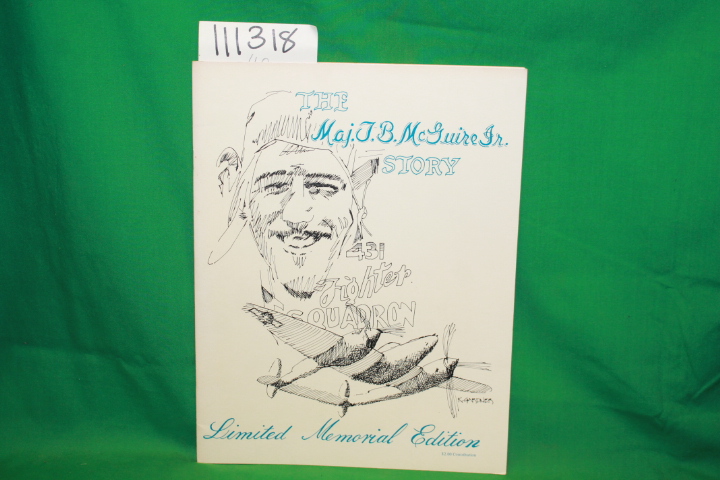 111318
THE
Maj. T. B. McGuire Jr.
STORY
431
Fighter
SQUADRON
Limited Memorial Edition